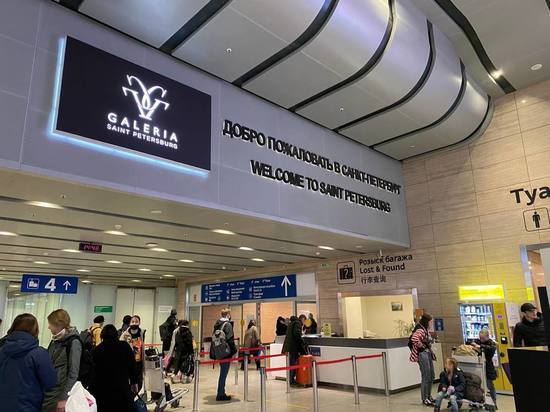 GALERIA
SAINT PETERSBURG
ДОБРО ПОЖАЛОВАТЬ В САНКТ-ПЕТЕРБУРГ
WELCOME TO SAINT PETERSBURG
Туа
Розыск багажа
Lost & Found
行李查询
4